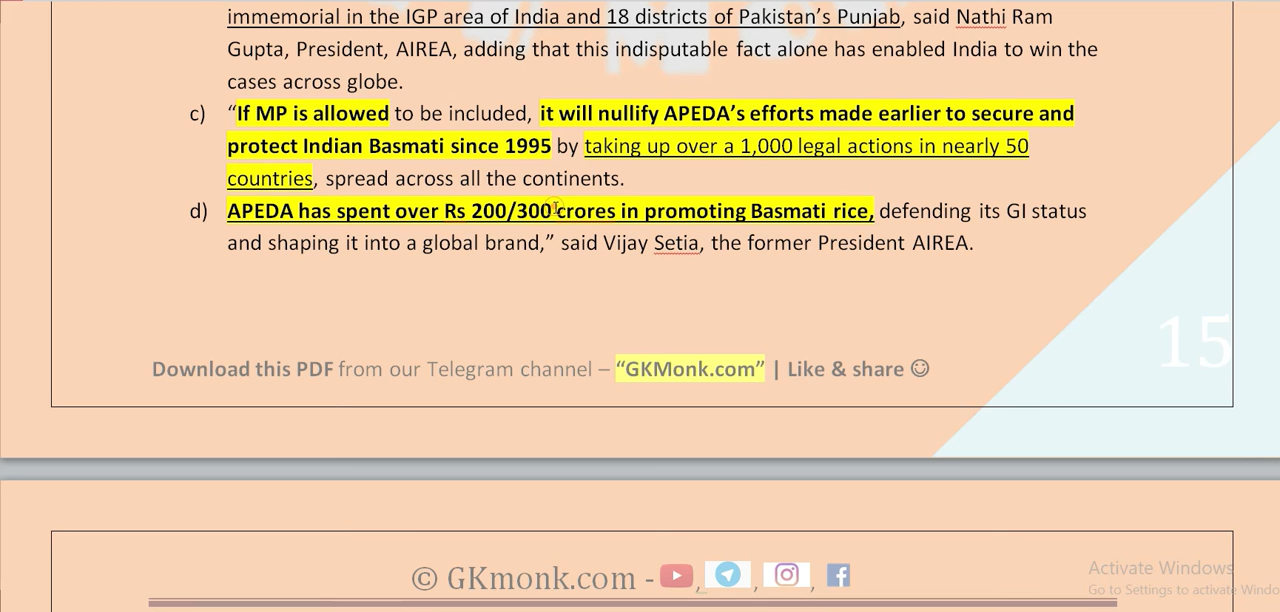 immemorial in the IGP area of India and 18 districts of Pakistan’s Punjab, said Nathi Ram
Gupta, President, AIREA, adding that this indisputable fact alone has enabled India to win the
cases across globe.
c) “If MP is allowed to be included, it will nullify APEDA’s efforts made earlier to secure and
protect Indian Basmati since 1995 by taking up over a 1,000 legal actions in nearly 50
countries, spread across all the continents.
d) APEDA has spent over Rs 200/300 crores in promoting Basmati rice, defending its GI status
and shaping it into a global brand,” said Vijay Setia, the former President AIREA.
15
Download this PDF from our Telegram channel – “GKMonk.com” | Like & share ☺
© GKmonk.com - , , ,
Activate Windows
Go to Settings to activate Windo